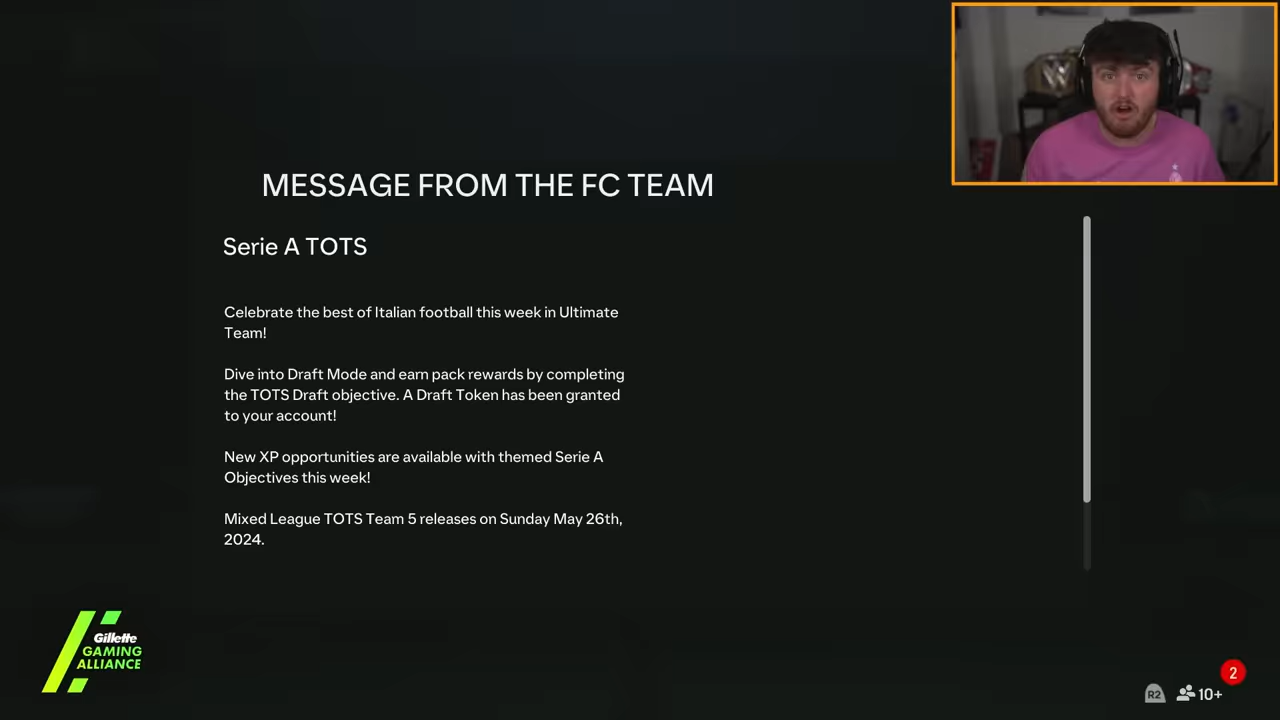 MESSAGE FROM THE FC TEAM
Serie A TOTS
Celebrate the best of Italian football this week in Ultimate
Team!
Dive into Draft Mode and earn pack rewards by completing
the TOTS Draft objective. A Draft Token has been granted
to your account!
New XP opportunities are available with themed Serie A
Objectives this week!
Mixed League TOTS Team 5 releases on Sunday May 26th,
2024.
Gillette
GAMING
ALLIANCE
2
R2
10+